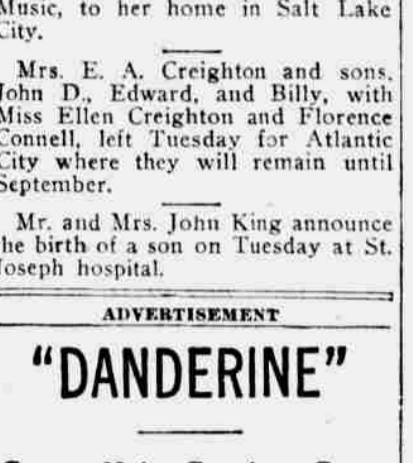 Music, to her home in Salt Lake
City.
Mrs. E. A. Creighton and sons,
John D., Edward, and Billy, with
Miss Ellen Creighton and Florence
Connell, left Tuesday for Atlantic
City where they will remain until
September.
Mr. and Mrs. John King announce
the birth of a son on Tuesday at St.
Joseph hospital.
ADVERTISEMENT
"DANDERINE"